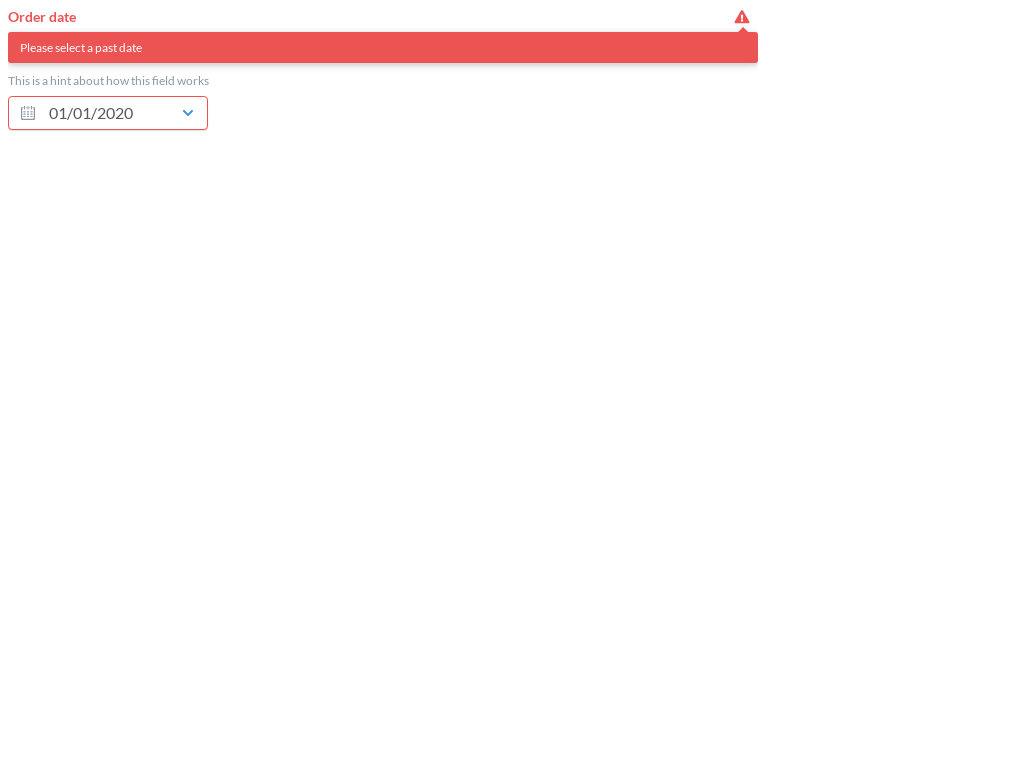 Order date
Please select a past date
This is a hint about how this field works
01/01/2020